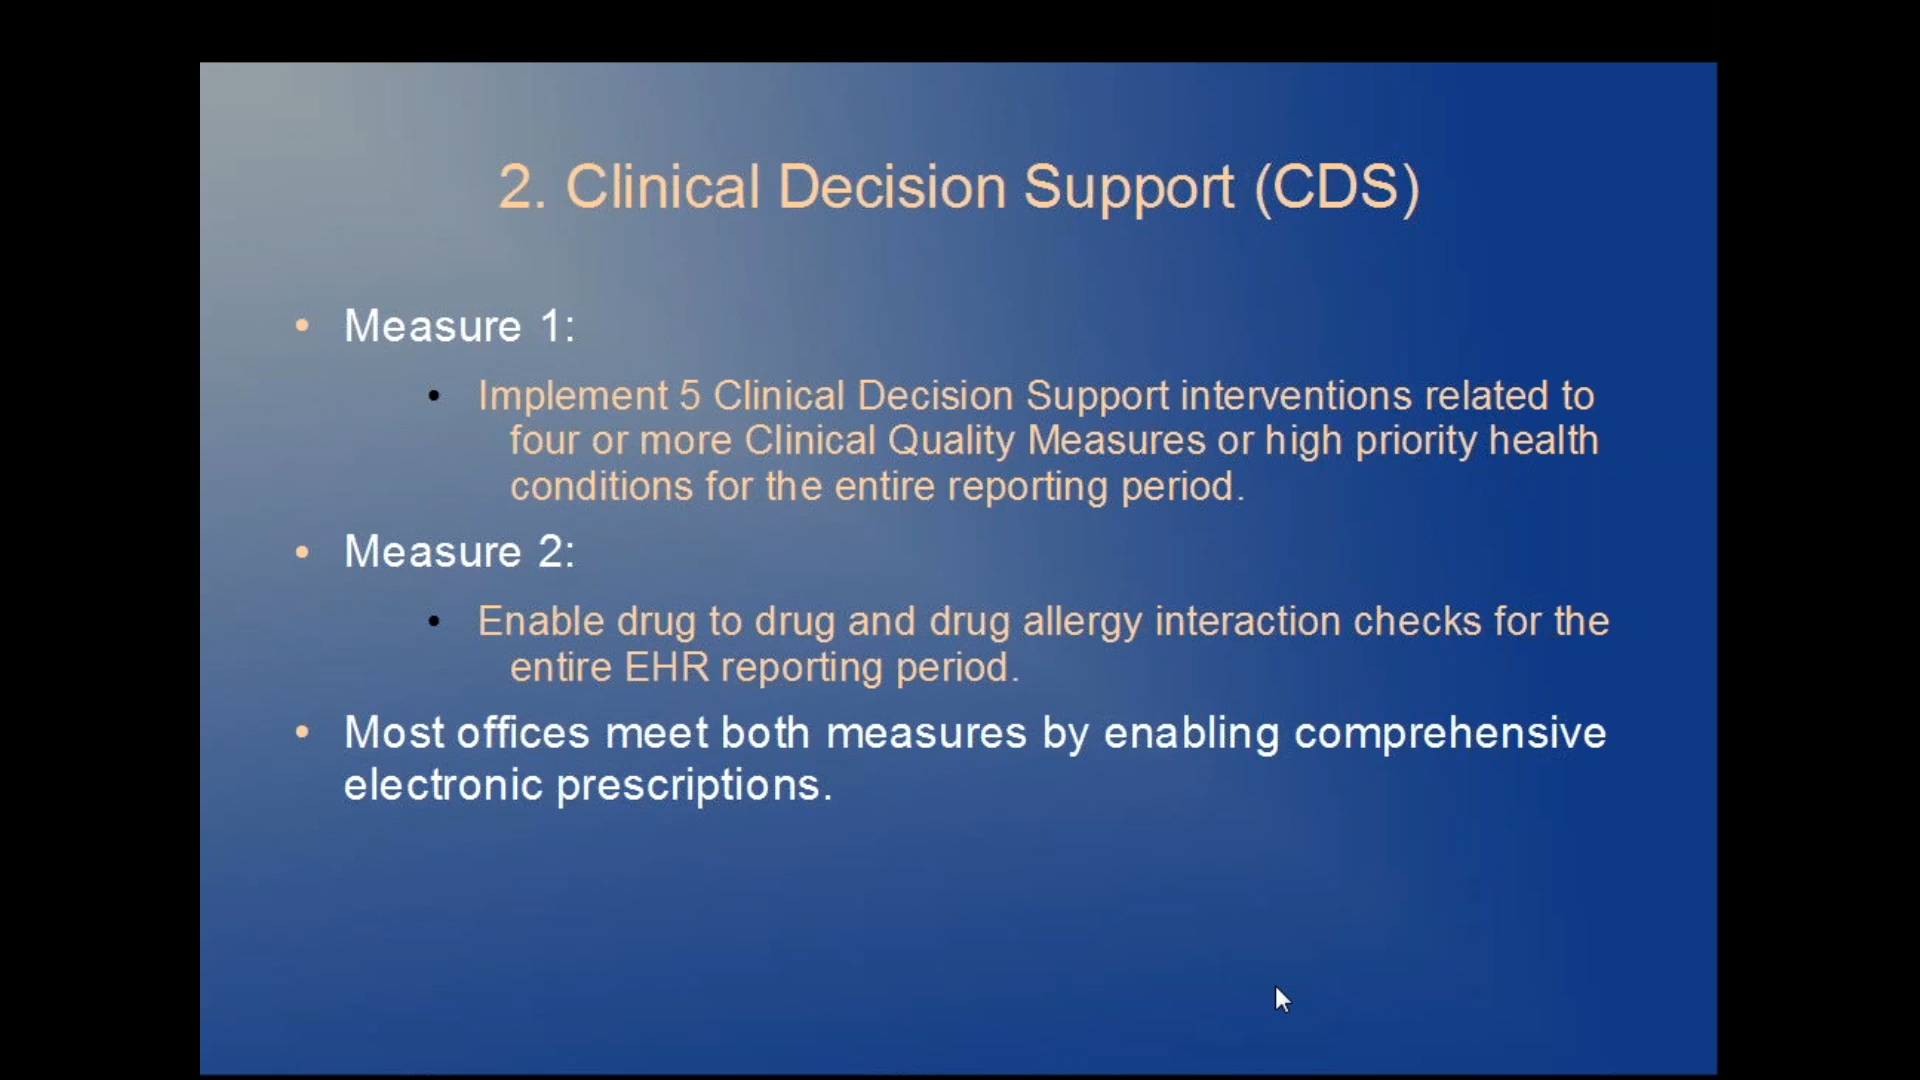 2. Clinical Decision Support (CDS)
• Measure 1:
• Implement 5 Clinical Decision Support interventions related to
four or more Clinical Quality Measures or high priority health
conditions for the entire reporting period.
• Measure 2:
• Enable drug to drug and drug allergy interaction checks for the
entire EHR reporting period.
• Most offices meet both measures by enabling comprehensive
electronic prescriptions.